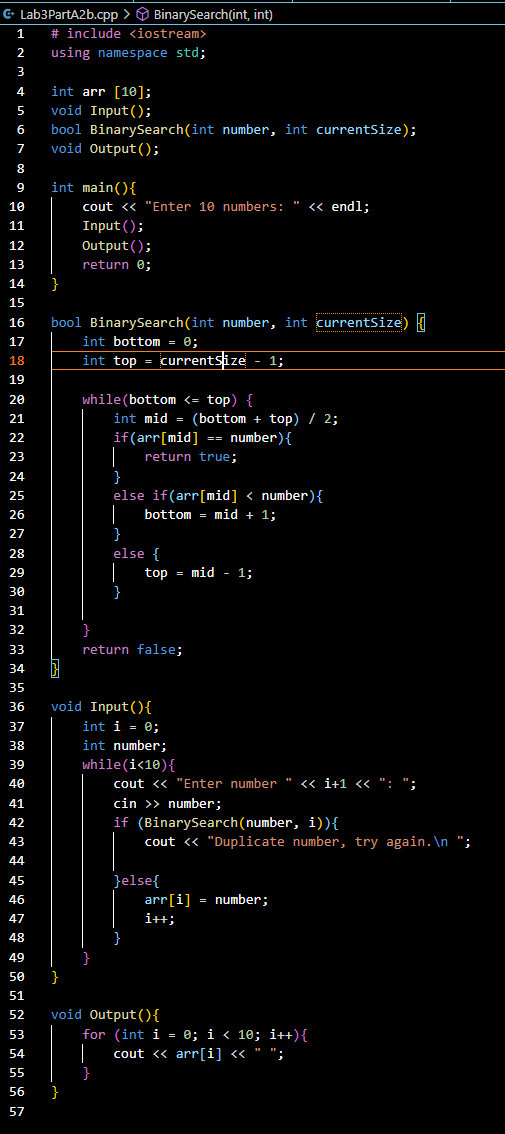 Lab3PartA2b.cpp > BinarySearch(int, int)
1 # include <iostream>
2 using namespace std;
3
4 int arr [10];
5 void Input();
6 bool BinarySearch(int number, int currentSize);
7 void Output();
8
9 int main(){
10     cout << "Enter 10 numbers: " << endl;
11     Input();
12     Output();
13     return 0;
14 }
15
16 bool BinarySearch(int number, int currentSize) {
17     int bottom = 0;
18     int top = currentSize - 1;
19
20     while(bottom <= top) {
21         int mid = (bottom + top) / 2;
22         if(arr[mid] == number){
23             return true;
24         }
25         else if(arr[mid] < number){
26             bottom = mid + 1;
27         }
28         else {
29             top = mid - 1;
30         }
31
32     }
33     return false;
34 }
35
36 void Input(){
37     int i = 0;
38     int number;
39     while(i<10){
40         cout << "Enter number " << i+1 << ": ";
41         cin >> number;
42         if (BinarySearch(number, i)){
43             cout << "Duplicate number, try again.\n ";
44
45         }else{
46             arr[i] = number;
47             i++;
48         }
49     }
50 }
51
52 void Output(){
53     for (int i = 0; i < 10; i++){
54         cout << arr[i] << " ";
55     }
56 }
57